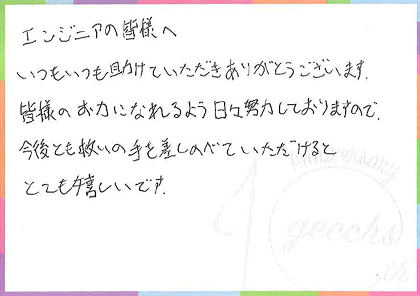 エンジニアの皆様へ
いつもいつも助けていただきありがとうございます.
皆様のお力になれるよう日々努力しておりますので.
今後とも救いの手を差しのべていただけると
とても嬉しいです.
10th
Anniversary
geechs